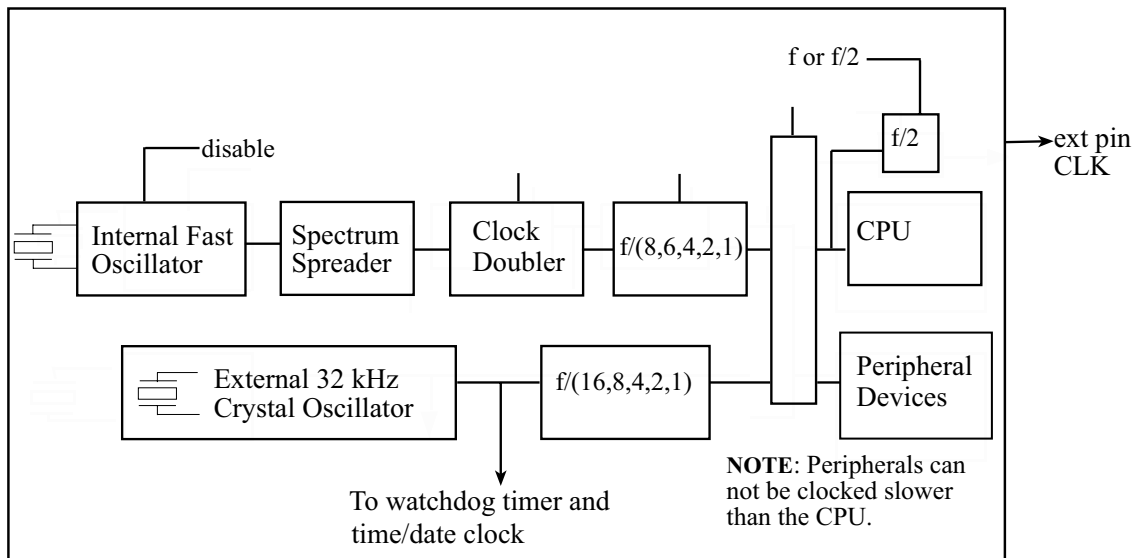 f or f/2
f/2
ext pin
CLK
disable
Internal Fast
Oscillator
Spectrum
Spreader
Clock
Doubler
f/(8,6,4,2,1)
CPU
External 32 kHz
Crystal Oscillator
f/(16,8,4,2,1)
Peripheral
Devices
NOTE: Peripherals can
not be clocked slower
than the CPU.
To watchdog timer and
time/date clock